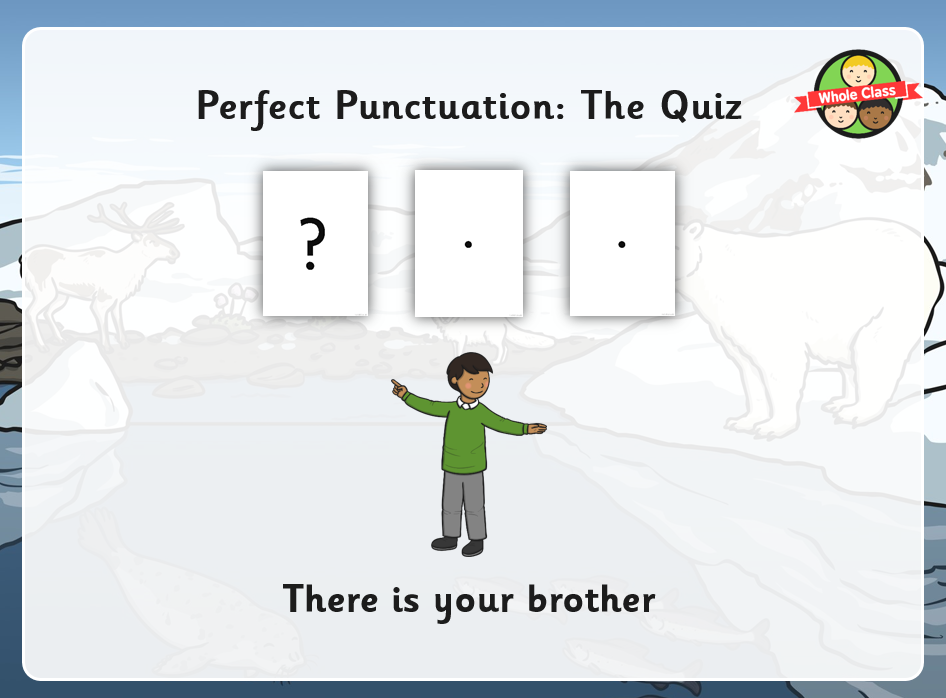 Whole Class
Perfect Punctuation: The Quiz
? . .
There is your brother